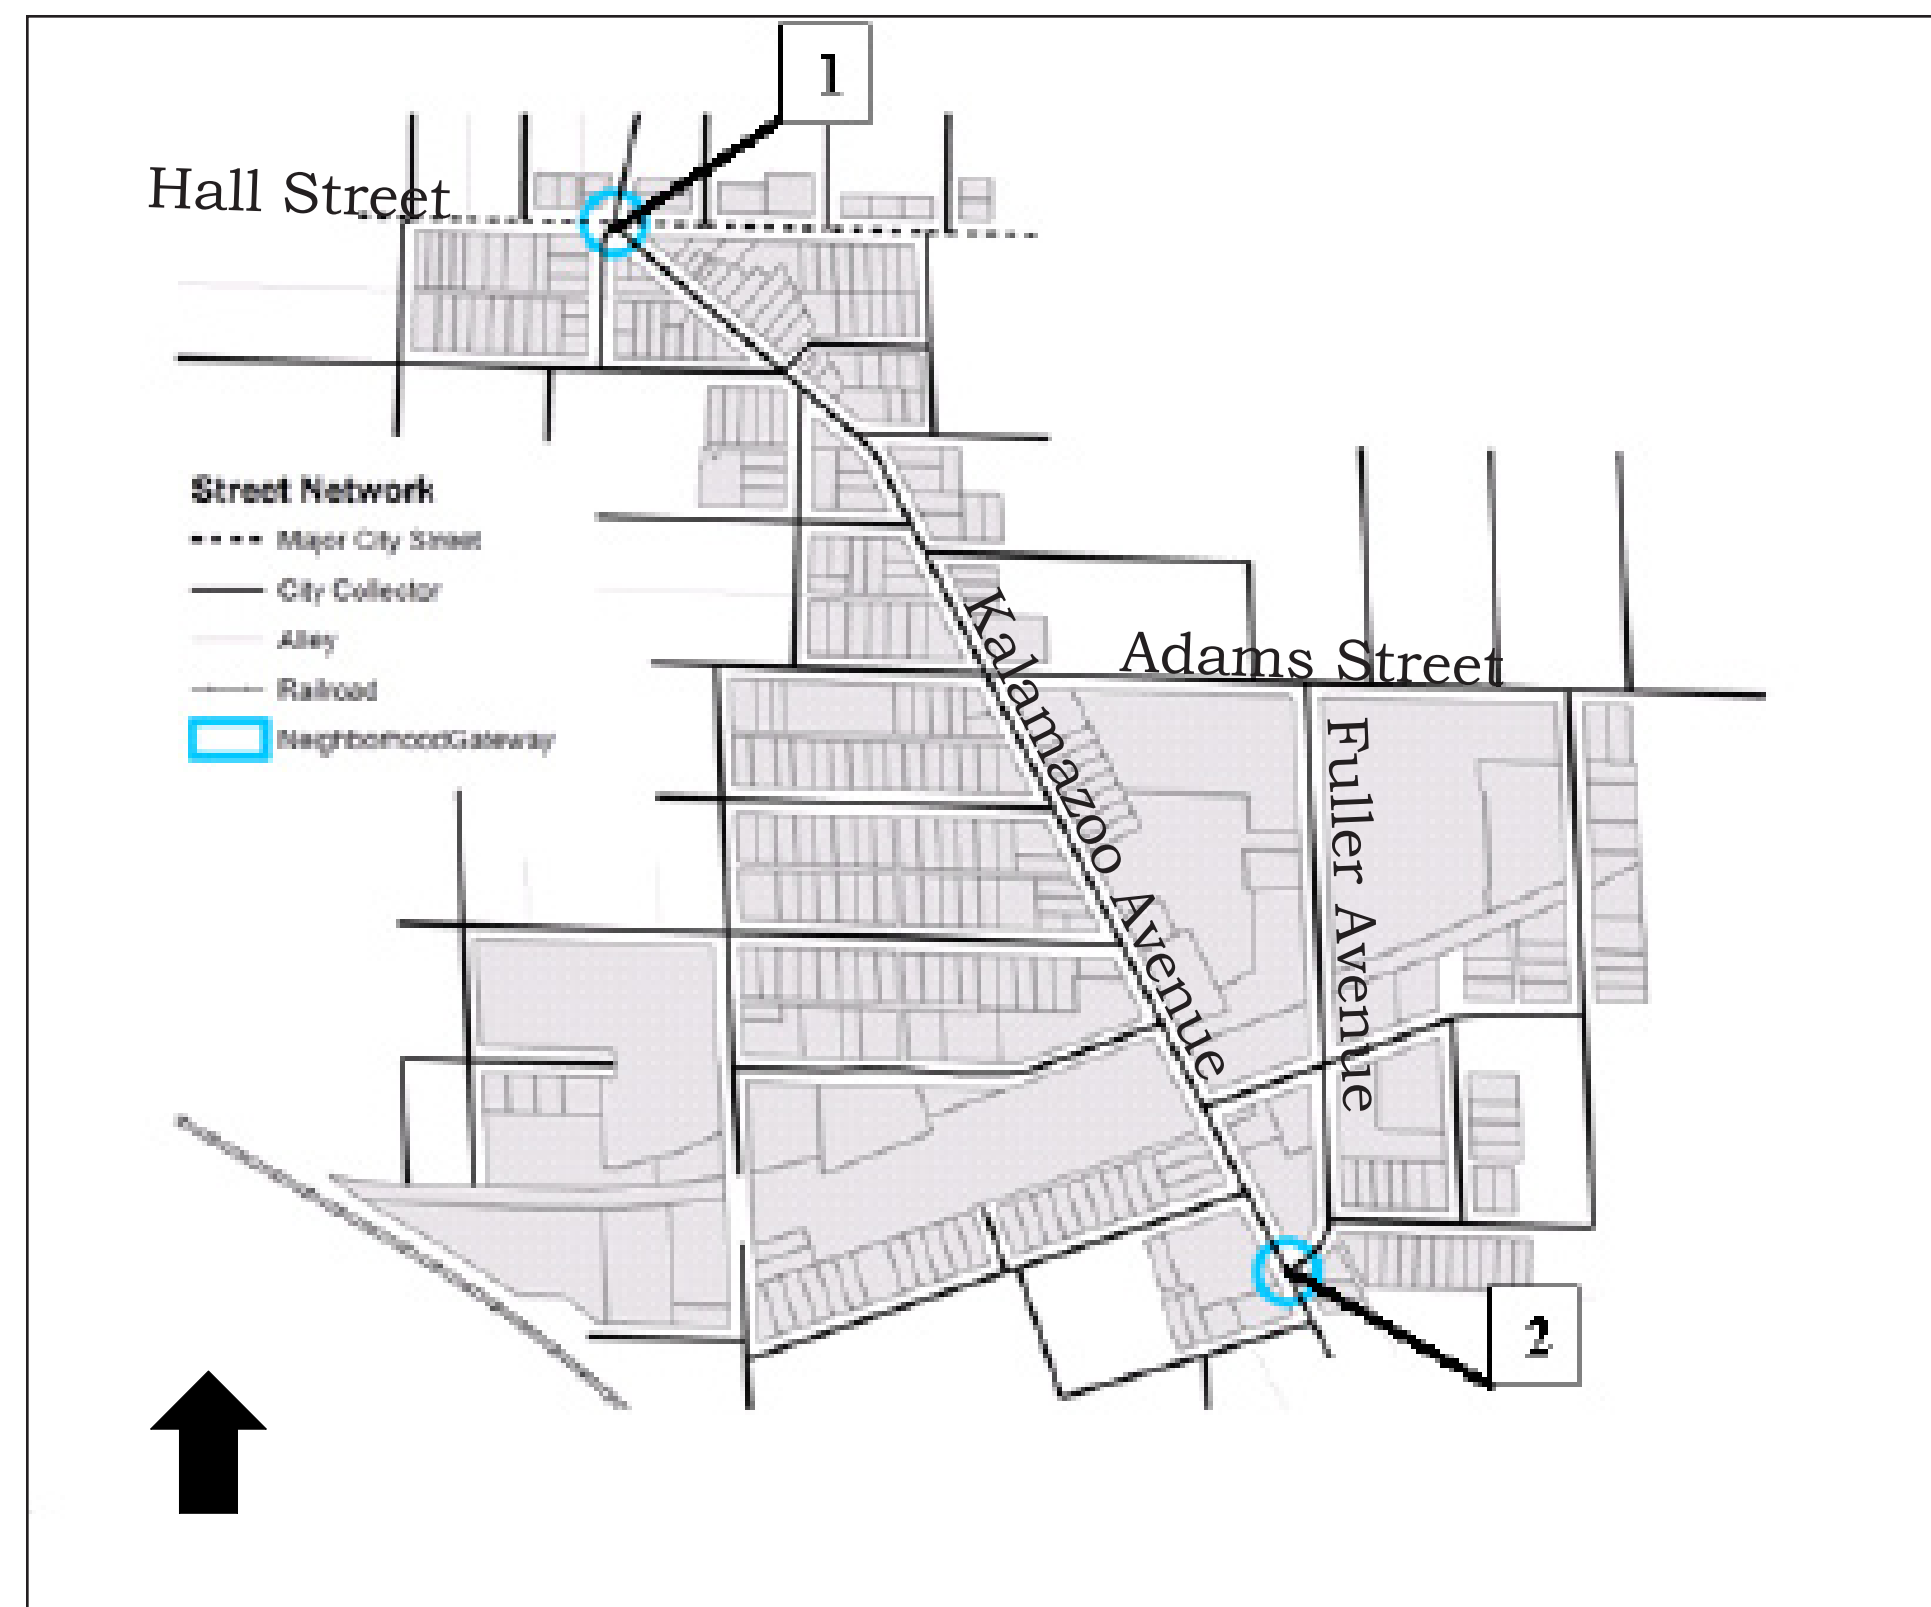 1
Hall Street
Street Network
Major City Street
City Collector
Alley
Railroad
NeighborhoodGateway
Kalamazoo Avenue
Adams Street
Fuller Avenue
2